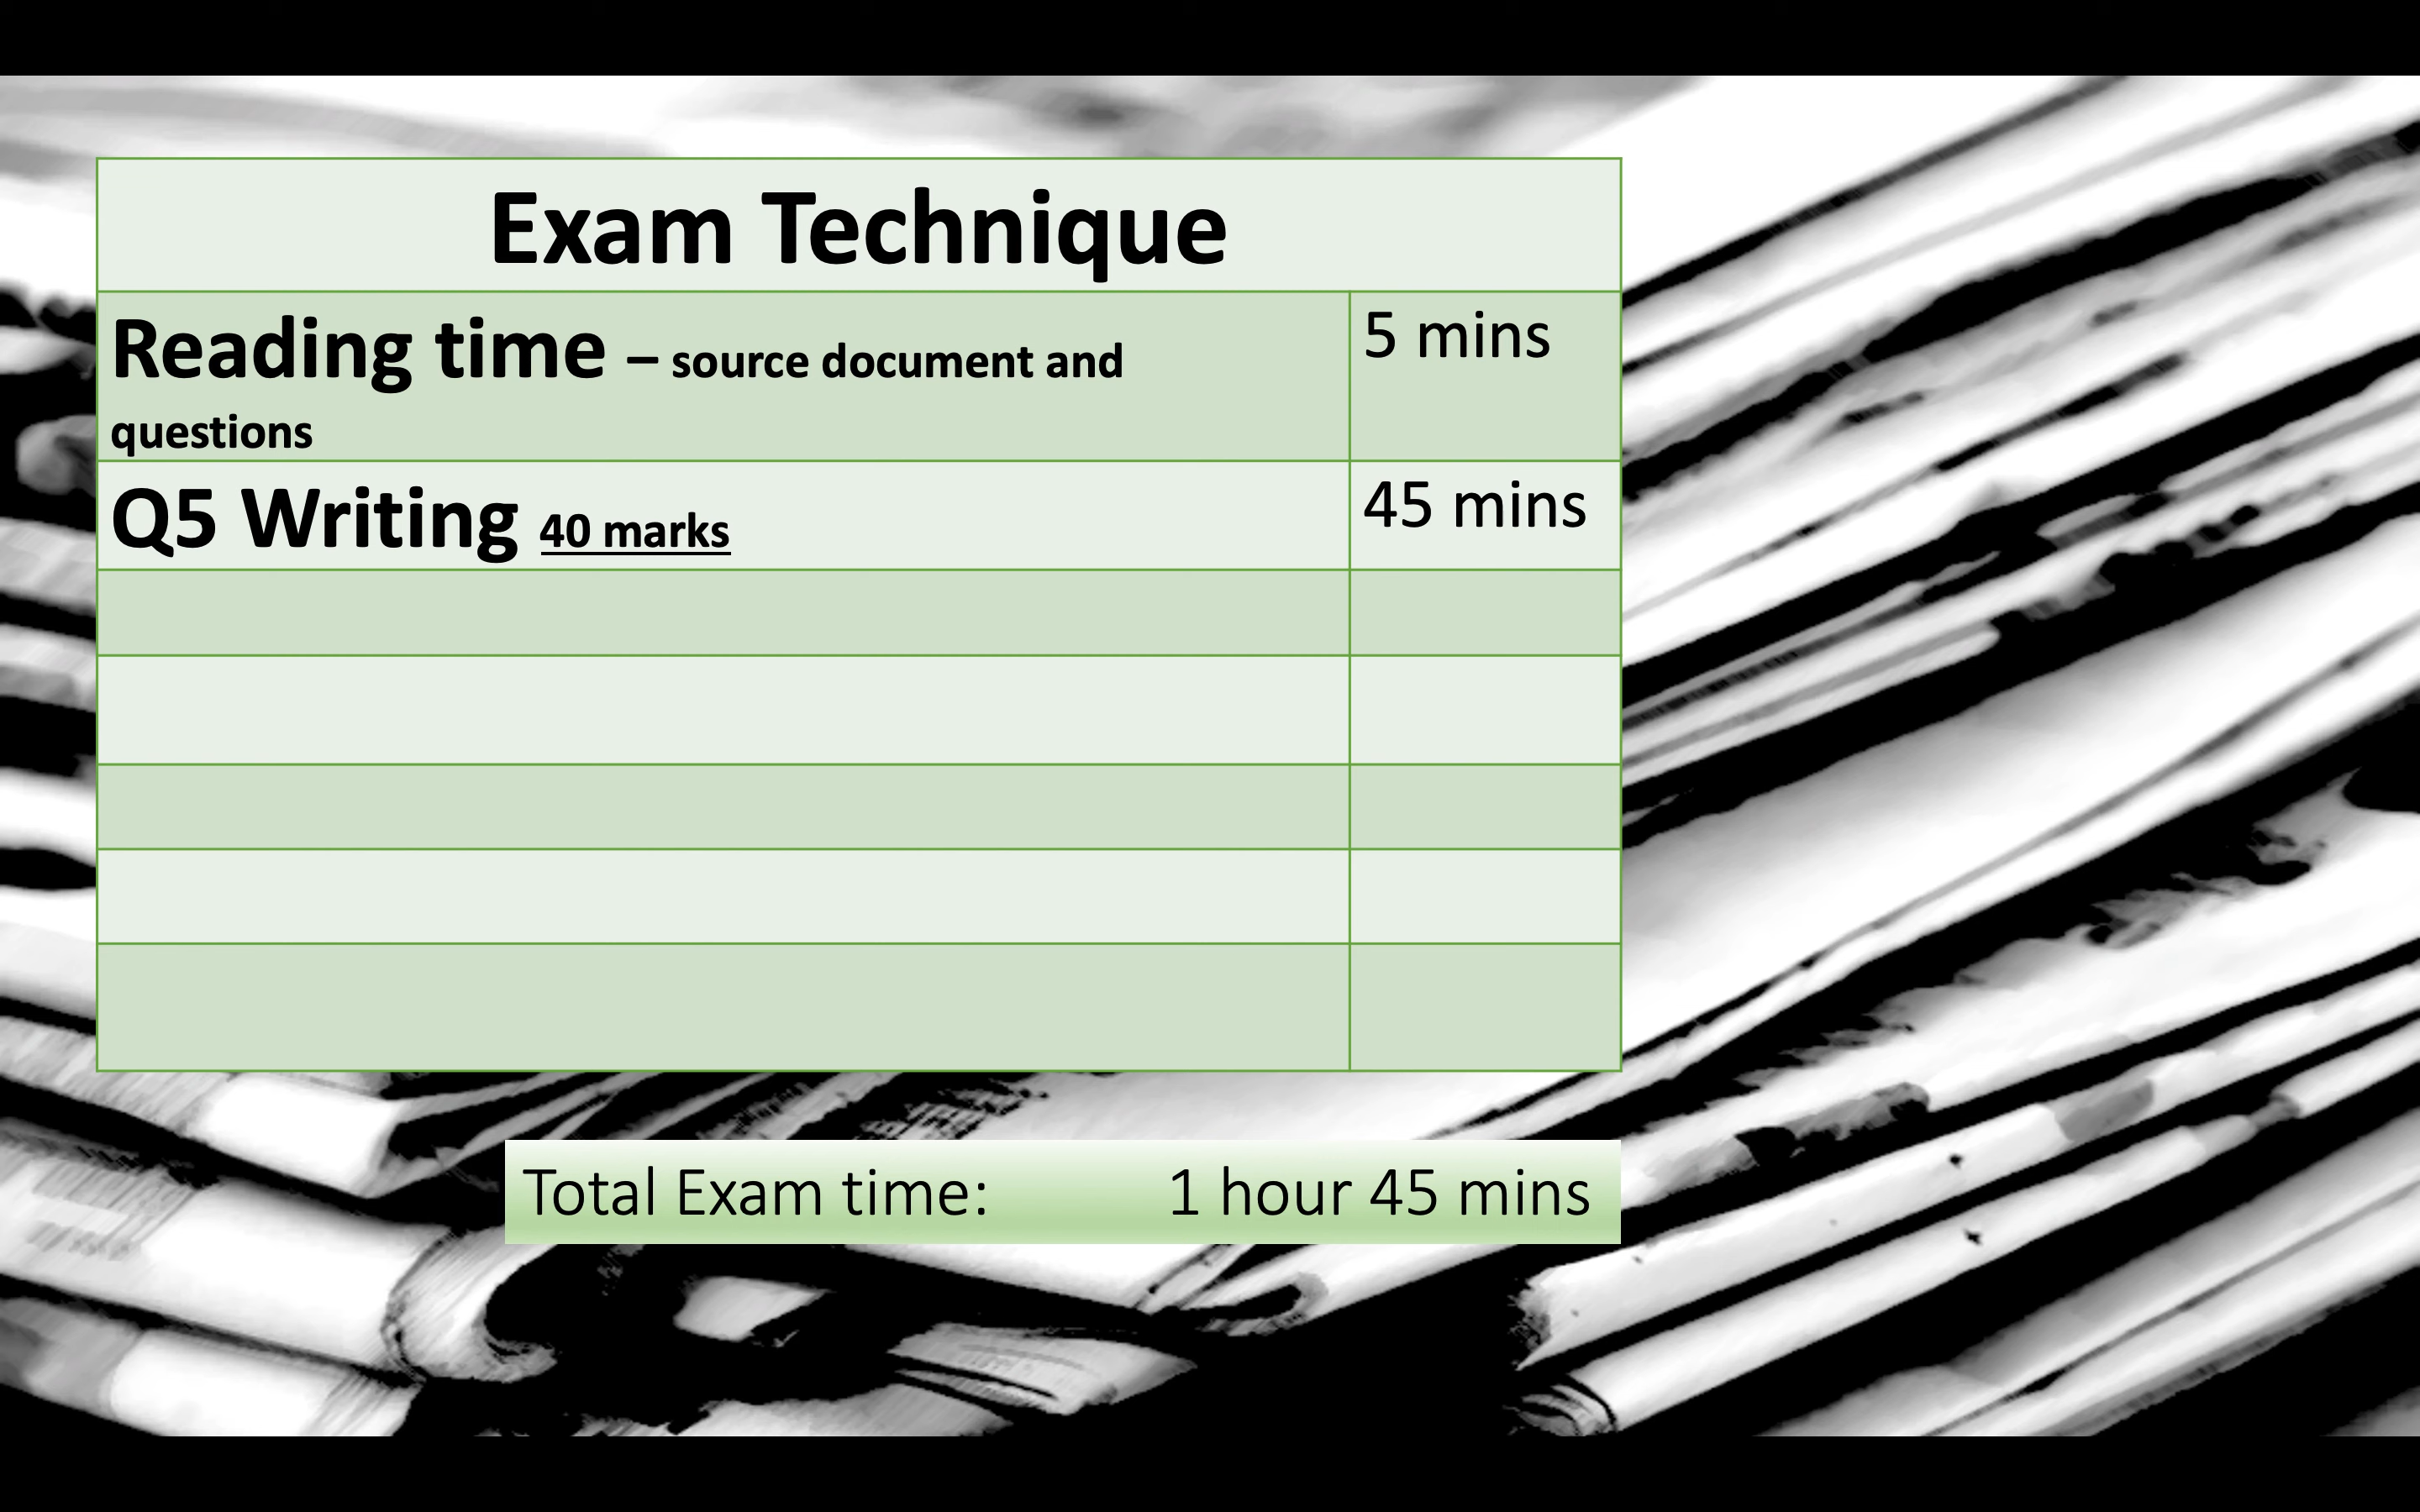 Exam Technique
Reading time – source document and
questions
5 mins
Q5 Writing 40 marks
45 mins
Total Exam time: 1 hour 45 mins